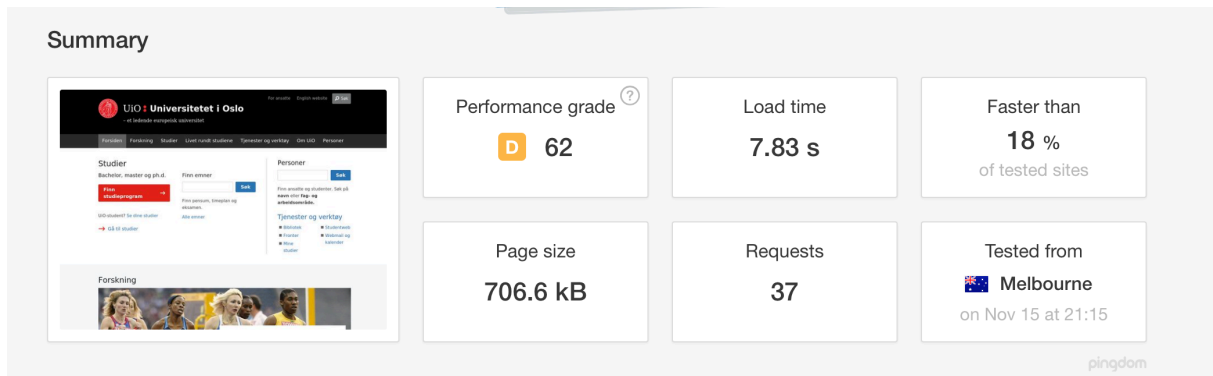 Summary
For ansatte English website Søk
UiO: Universitetet i Oslo
- et ledende europeisk universitet
Forsiden Forskning Studier Livet rundt studiene Tjenester og verktøy Om UiO Personer
Studier
Bachelor, master og ph.d.
Finn studieprogram
UiO-student? Se dine studier
Gå til studier
Finn emner
Søk
Finn pensum, timeplan og
eksamen.
Alle emner
Personer
Søk
Finn ansatte og studenter. Søk på
navn eller fag- og
arbeidsområde.
Tjenester og verktøy
Bibliotek
Fronter
Mine
studier
Studentweb
Webmail og
kalender
Forskning
Performance grade ?
D 62
Load time
7.83 s
Faster than
18 %
of tested sites
Page size
706.6 kB
Requests
37
Tested from
Melbourne
on Nov 15 at 21:15
pingdom